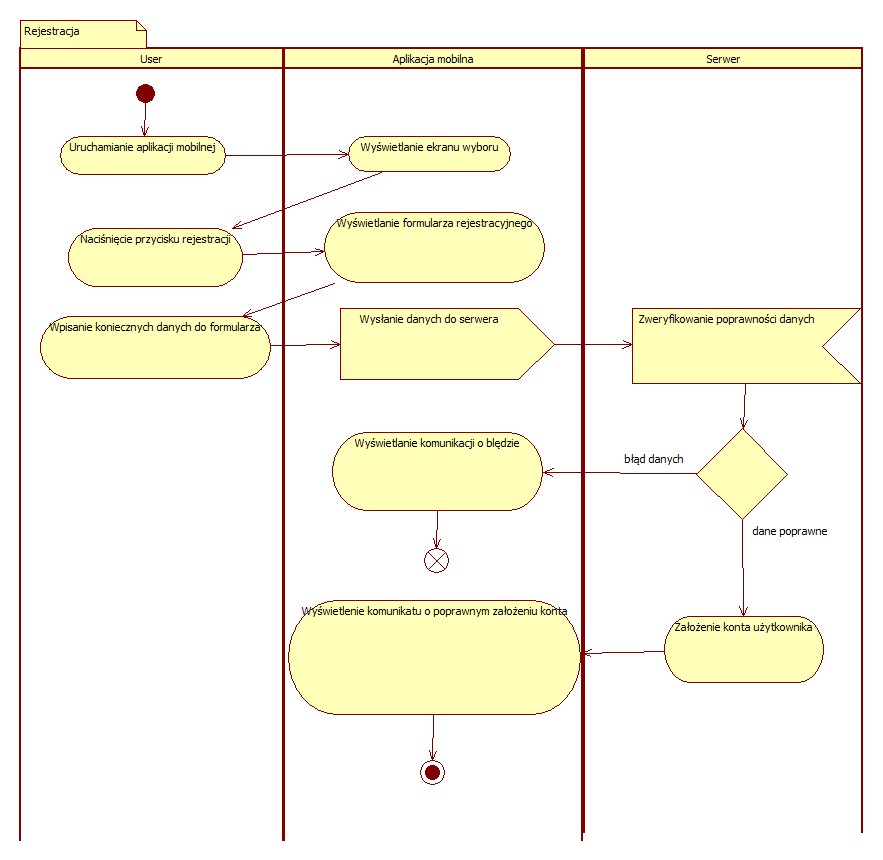 Rejestracja
User
Aplikacja mobilna
Serwer
Uruchamianie aplikacji mobilnej
Wyświetlanie ekranu wyboru
Naciśnięcie przycisku rejestracji
Wyświetlanie formularza rejestracyjnego
Wpisanie koniecznych danych do formularza
Wysłanie danych do serwera
Zweryfikowanie poprawności danych
Wyświetlanie komunikacji o błędzie
błąd danych
dane poprawne
Wyświetlenie komunikatu o poprawnym założeniu konta
Założenie konta użytkownika